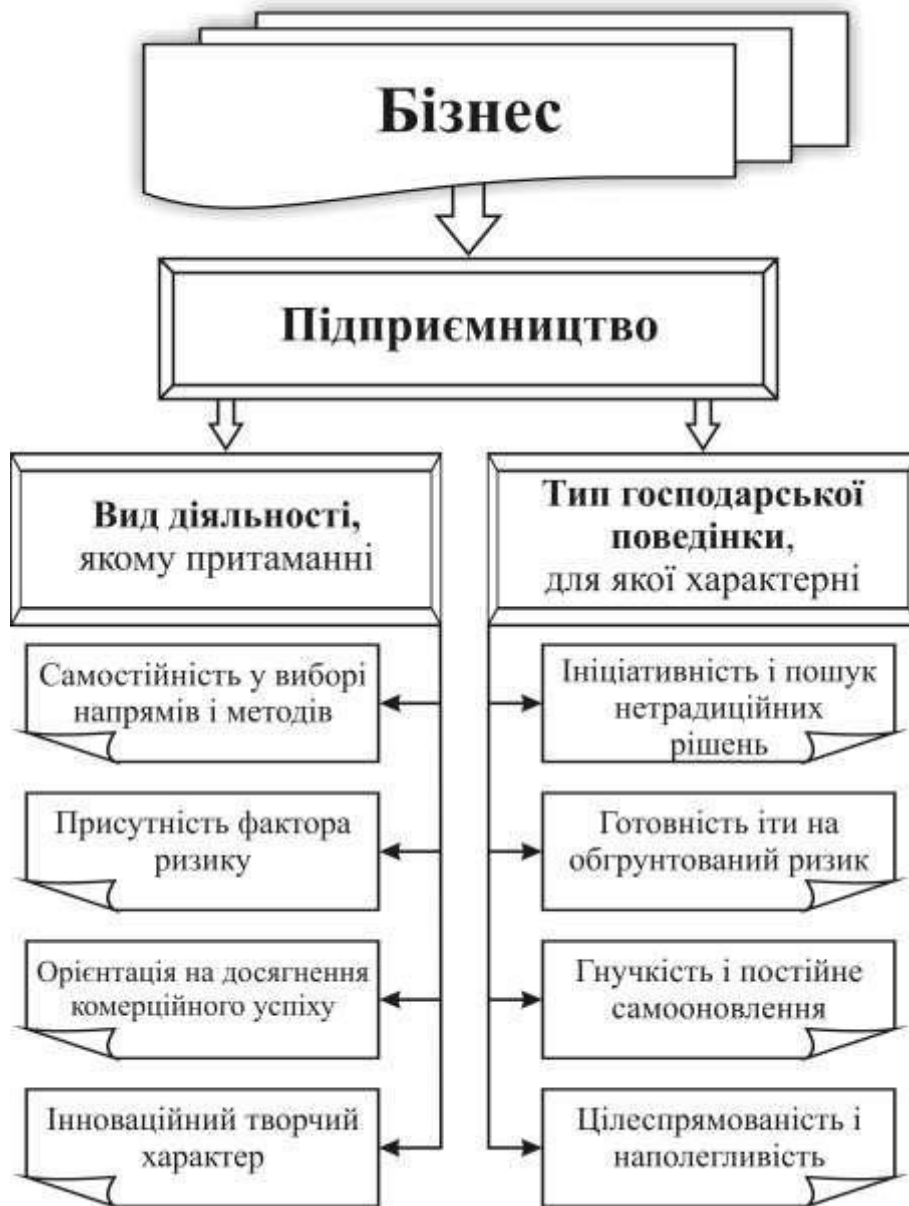 Бізнес
Підприємництво
Вид діяльності,
якому притаманні
Самостійність у виборі
напрямів і методів
Присутність фактора
ризику
Орієнтація на досягнення
комерційного успіху
Інноваційний творчий
характер
Тип господарської
поведінки,
для якої характерні
Ініціативність і пошук
нетрадиційних
рішень
Готовність іти на
обгрунтований ризик
Гнучкість і постійне
самооновлення
Цілеспрямованість і
наполегливість